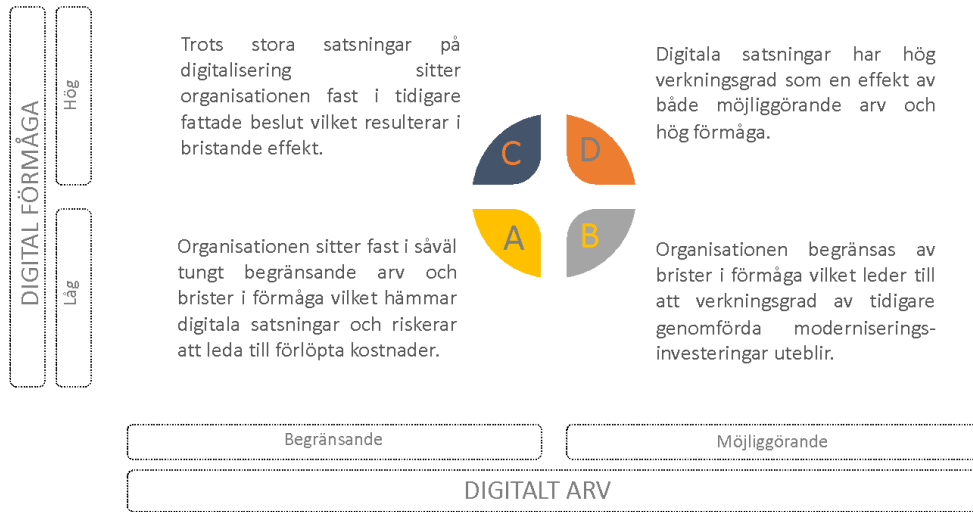 DIGITAL FÖRMÅGA
Hög
Låg
Trots stora satsningar på
digitalisering sitter
organisationen fast i tidigare
fattade beslut vilket resulterar i
bristande effekt.
Digitala satsningar har hög
verkningsgrad som en effekt av
både möjliggörande arv och
hög förmåga.
C
D
A
B
Organisationen sitter fast i såväl
tungt begränsande arv och
brister i förmåga vilket hämmar
digitala satsningar och riskerar
att leda till förlöpta kostnader.
Organisationen begränsas av
brister i förmåga vilket leder till
att verkningsgrad av tidigare
genomförda moderniserings-
investeringar uteblir.
Begränsande
Möjliggörande
DIGITALT ARV